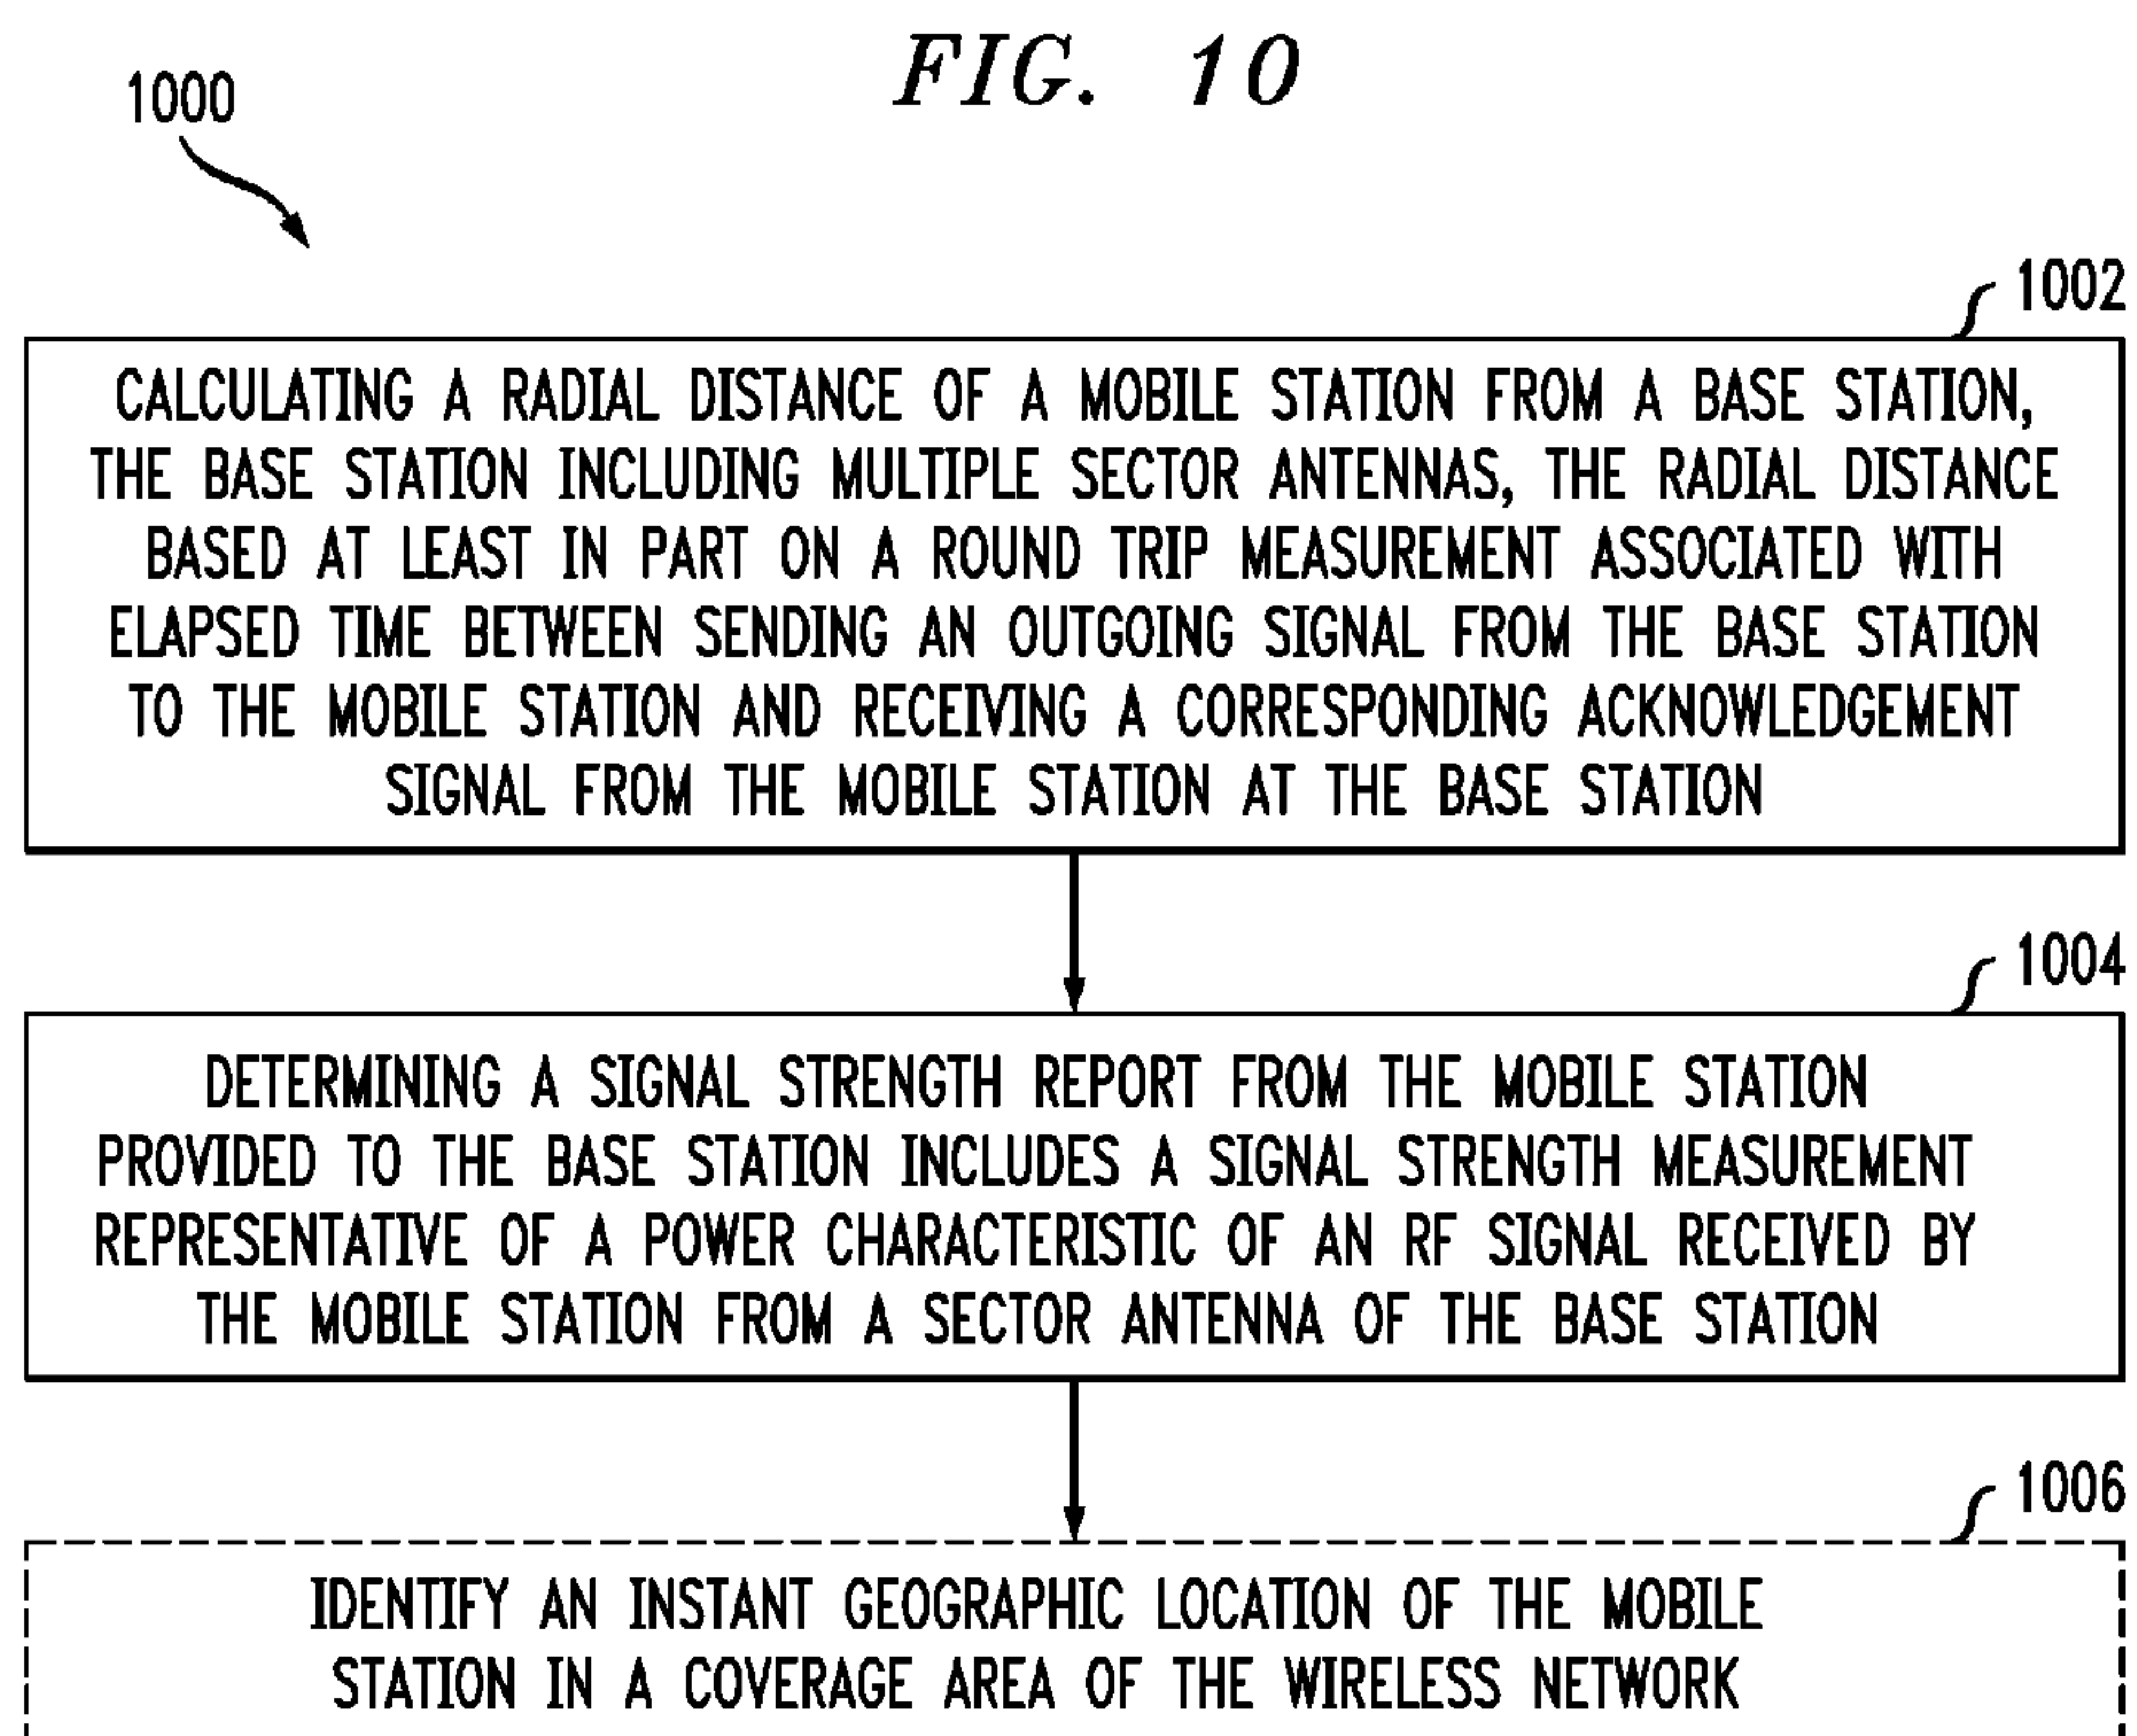 FIG. 10
1000
1002
CALCULATING A RADIAL DISTANCE OF A MOBILE STATION FROM A BASE STATION,
THE BASE STATION INCLUDING MULTIPLE SECTOR ANTENNAS, THE RADIAL DISTANCE
BASED AT LEAST IN PART ON A ROUND TRIP MEASUREMENT ASSOCIATED WITH
ELAPSED TIME BETWEEN SENDING AN OUTGOING SIGNAL FROM THE BASE STATION
TO THE MOBILE STATION AND RECEIVING A CORRESPONDING ACKNOWLEDGEMENT
SIGNAL FROM THE MOBILE STATION AT THE BASE STATION
1004
DETERMINING A SIGNAL STRENGTH REPORT FROM THE MOBILE STATION
PROVIDED TO THE BASE STATION INCLUDES A SIGNAL STRENGTH MEASUREMENT
REPRESENTATIVE OF A POWER CHARACTERISTIC OF AN RF SIGNAL RECEIVED BY
THE MOBILE STATION FROM A SECTOR ANTENNA OF THE BASE STATION
1006
IDENTIFY AN INSTANT GEOGRAPHIC LOCATION OF THE MOBILE
STATION IN A COVERAGE AREA OF THE WIRELESS NETWORK